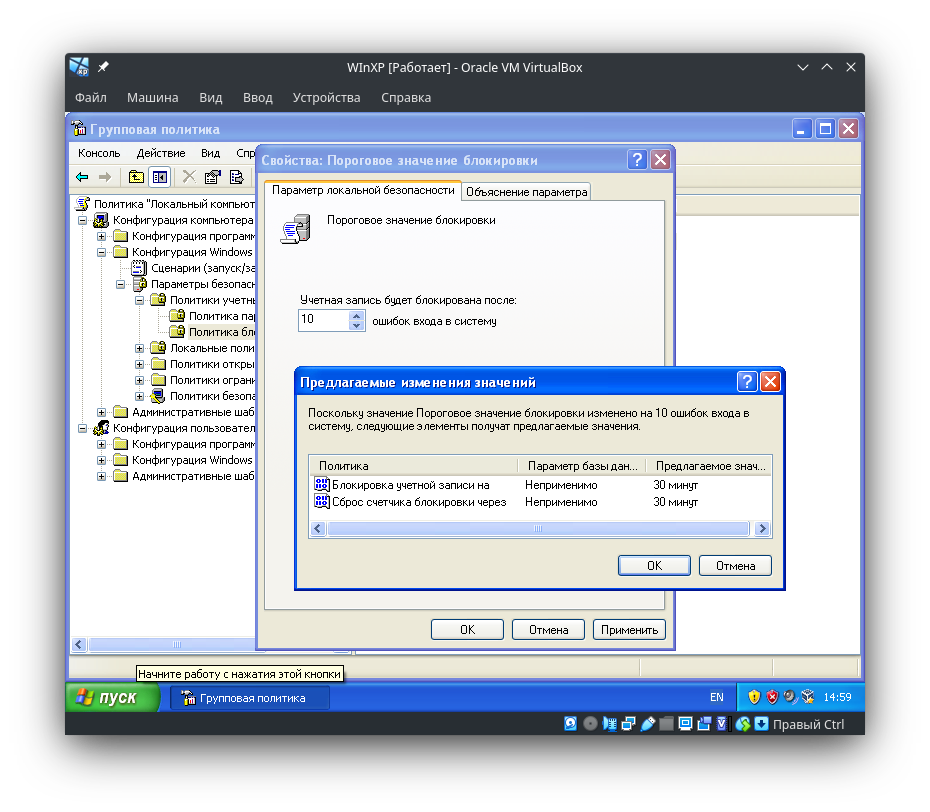 WInXP [Работает] - Oracle VM VirtualBox
Файл Машина Вид Ввод Устройства Справка
Групповая политика
Консоль Действие Вид Спр
Свойства: Пороговое значение блокировки
Параметр локальной безопасности Объяснение параметра
Политика "Локальный компьют
Конфигурация компьютера
Конфигурация програм
Конфигурация Windows
Сценарии (запуск/за
Параметры безопасн
Политики учетн
Политика пар
Политика бло
Локальные поли
Политики откры
Политики ограни
Политики безопа
Административные шаб
Конфигурация пользовател
Конфигурация програм
Конфигурация Windows
Административные шаб
Пороговое значение блокировки
Учетная запись будет блокирована после:
10 ошибок входа в систему
Предлагаемые изменения значений
Поскольку значение Пороговое значение блокировки изменено на 10 ошибок входа в
систему, следующие элементы получат предлагаемые значения.
Политика Параметр базы дан... Предлагаемое знач...
Блокировка учетной записи на Неприменимо 30 минут
Сброс счетчика блокировки через Неприменимо 30 минут
OK Отмена
OK Отмена Применить
Начните работу с нажатия этой кнопки
пуск Групповая политика EN 14:59
Правый Ctrl